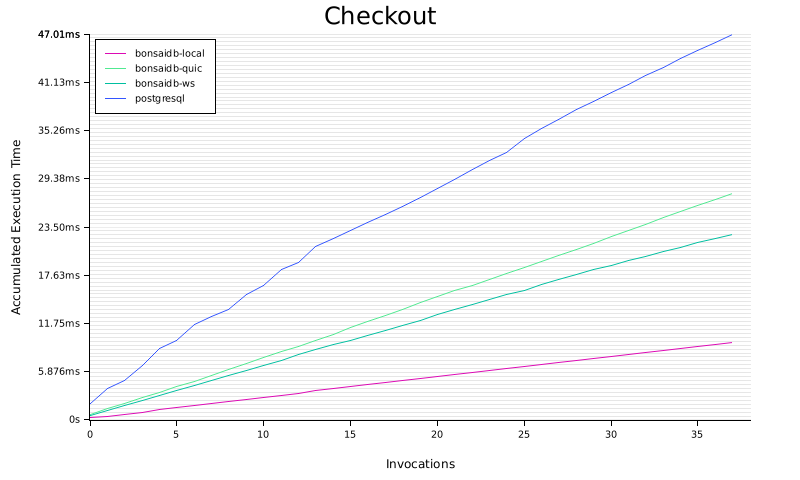 Checkout
47.01ms
41.13ms
35.26ms
29.38ms
23.50ms
17.63ms
11.75ms
5.876ms
0s
Accumulated Execution Time
bonsaidb-local
bonsaidb-quic
bonsaidb-ws
postgresql
0 5 10 15 20 25 30 35
Invocations